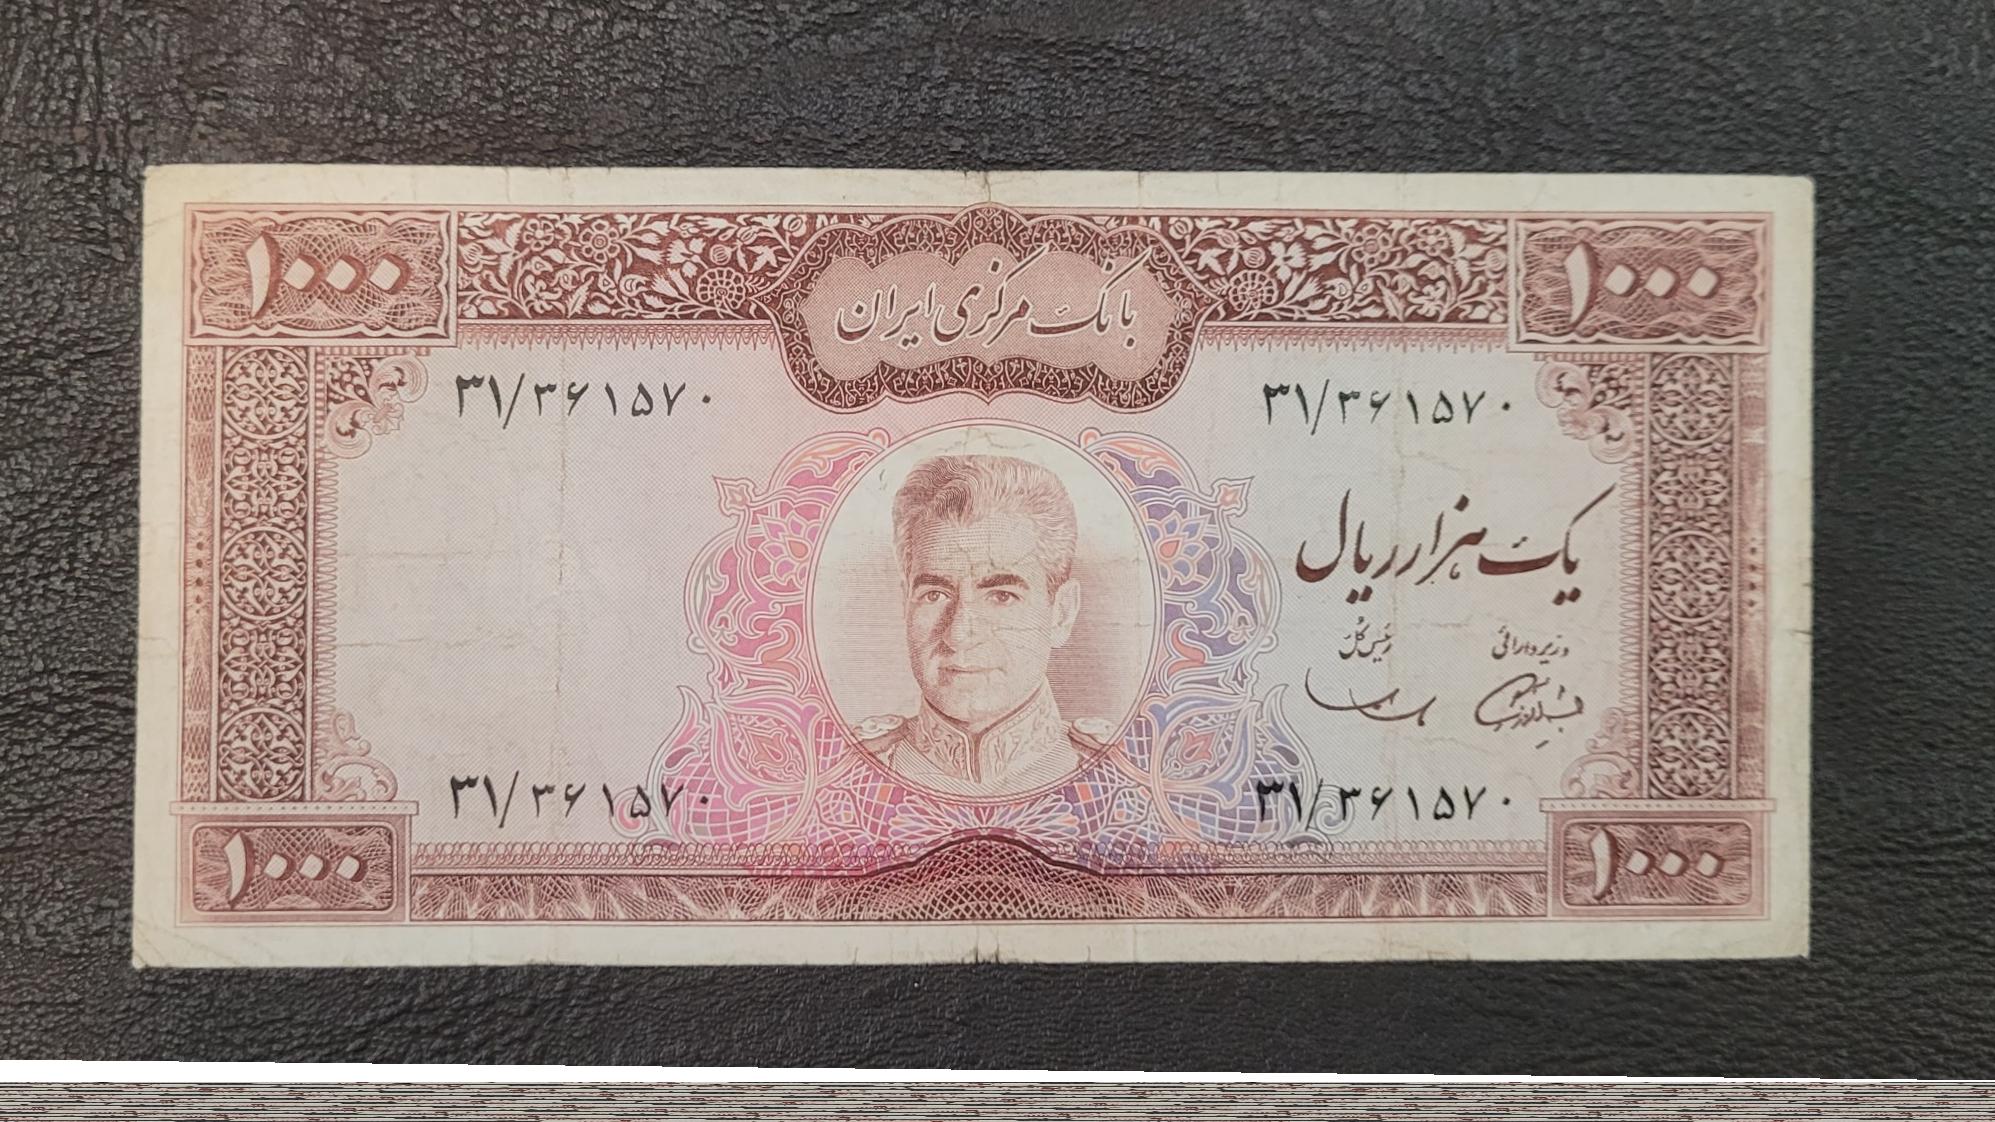 ۱۰۰۰
بانک مرکزی ایران
۱۰۰۰
۳۱/۳۶۱۵۷۰
۳۱/۳۶۱۵۷۰
یک هزار ریال
وزیر دارائی
رئیس کل
۳۱/۳۶۱۵۷۰
۳۱/۳۶۱۵۷۰
۱۰۰۰
۱۰۰۰